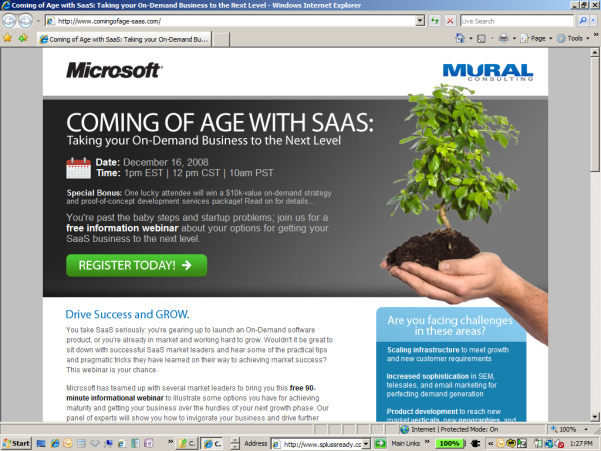 Coming of Age with SaaS: Taking your On-Demand Business to the Next Level - Windows Internet Explorer
http://www.comingofage-saas.com/
Live Search
Coming of Age with SaaS: Taking your On-Demand Bu...
Page
Tools
Microsoft®
MURAL
CONSULTING
COMING OF AGE WITH SAAS:
Taking your On-Demand Business to the Next Level
Date: December 16, 2008
Time: 1pm EST | 12 pm CST | 10am PST
Special Bonus: One lucky attendee will win a $10k-value on-demand strategy
and proof-of-concept development services package! Read on for details...
You're past the baby steps and startup problems; join us for a
free information webinar about your options for getting your
SaaS business to the next level.
REGISTER TODAY!
Drive Success and GROW.
You take SaaS seriously: you're gearing up to launch an On-Demand software
product, or you're already in market and working hard to grow. Wouldn't it be great to
sit down with successful SaaS market leaders and hear some of the practical tips
and pragmatic tricks they have learned on their way to achieving market success?
This webinar is your chance.
Microsoft has teamed up with several market leaders to bring you this free 90-
minute informational webinar to illustrate some options you have for achieving
maturity and getting your business over the hurdles of your next growth phase. Our
panel of experts will show you how to invigorate your business and drive further
Are you facing challenges
in these areas?
Scaling infrastructure to meet growth
and new customer requirements
Increased sophistication in SEM,
telesales, and email marketing for
perfecting demand generation
Product development to reach new
market verticals, new geographies, and
Internet | Protected Mode: On
100%
Start
C.
C.
Address
http://www.splussready.cc
Main Links
100%
1:27 PM